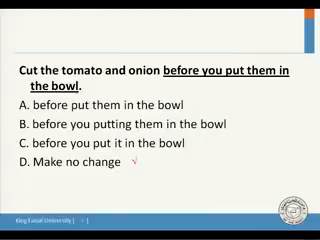 Cut the tomato and onion before you put them in
the bowl.
A. before put them in the bowl
B. before you putting them in the bowl
C. before you put it in the bowl
D. Make no change √
King Faisal University [ ]